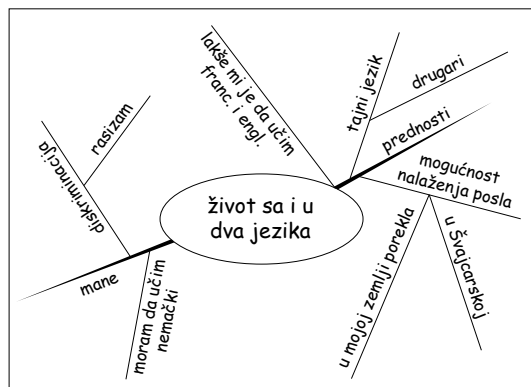 život sa i u
dva jezika
lakše mi je da učim
franc. i engl.
tajni jezik
drugari
prednosti
mogućnost
nalaženja posla
u mojoj zemlji porekla
u Švajcarskoj
mane
diskriminacija
rasizam
moram da učim
nemački